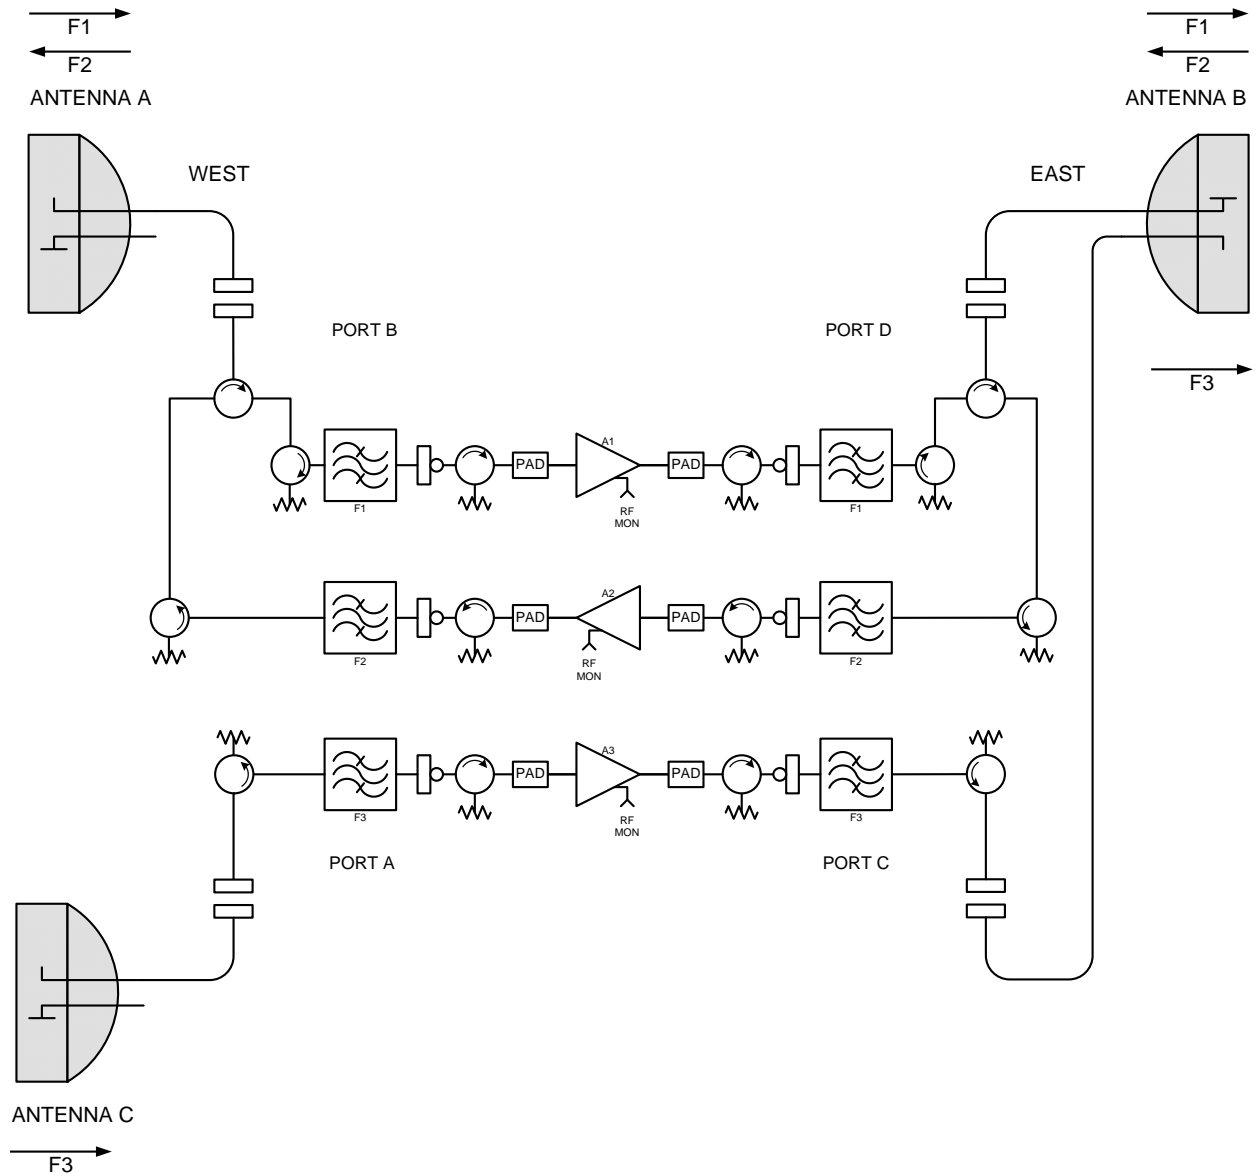 F1
F1
F2
F2
ANTENNA A
ANTENNA B
WEST
EAST
PORT B
PORT D
F3
A1
PAD
PAD
F1
RF
MON
F1
A2
PAD
PAD
F2
RF
MON
F2
A3
PAD
PAD
F3
RF
MON
F3
PORT A
PORT C
ANTENNA C
F3